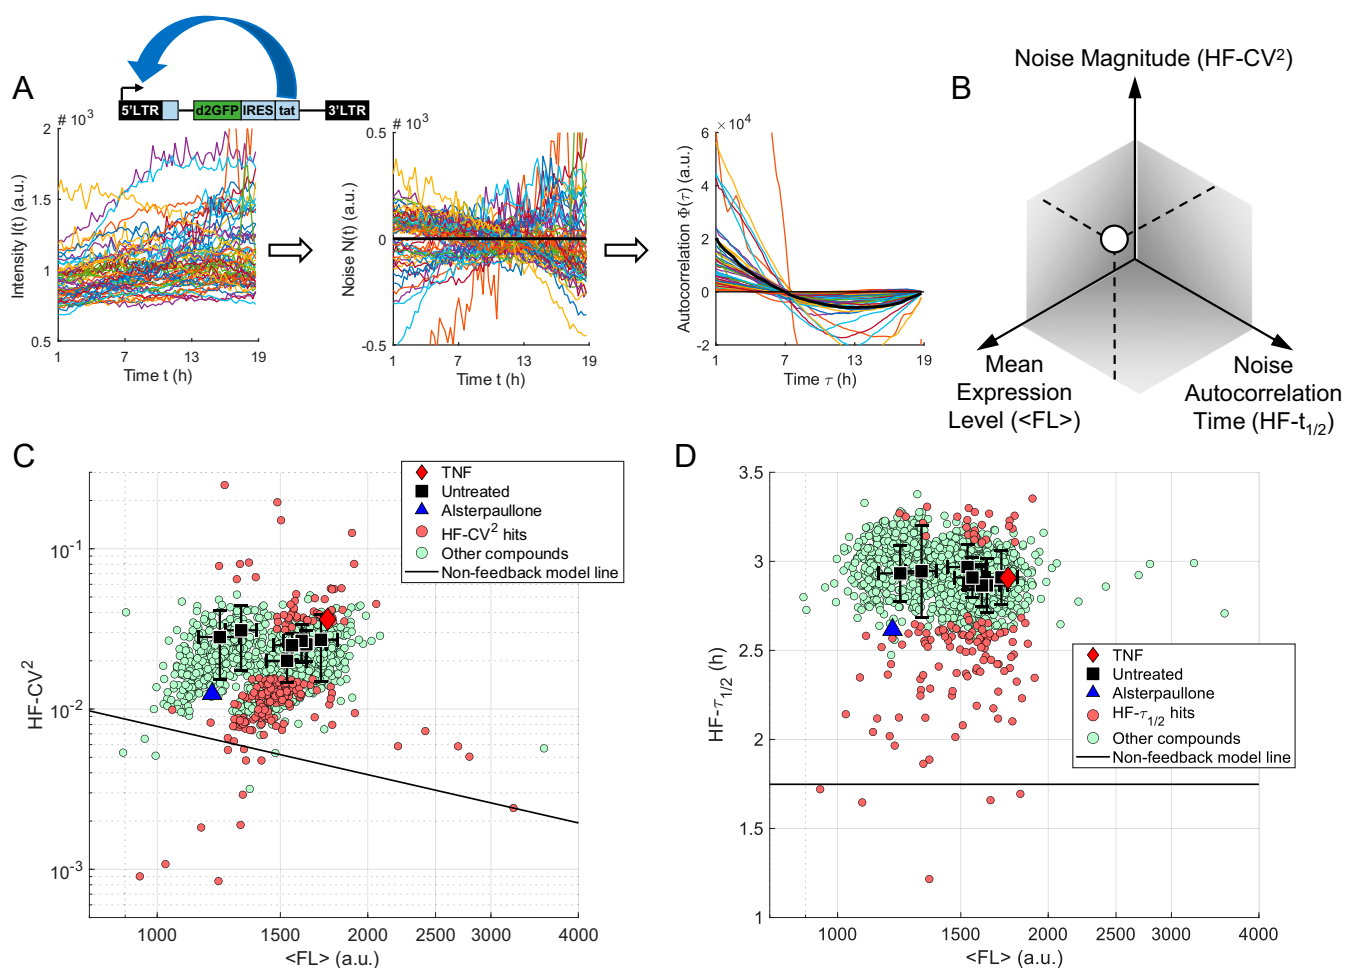 A
5'LTR
d2GFP
IRES
tat
3'LTR
# 10³
2
1.5
1
0.5
Intensity I(t) (a.u.)
1
7
13
19
Time t (h)
# 10³
0.5
0
-0.5
Noise N(t) (a.u.)
1
7
13
19
Time t (h)
×10⁴
6
4
2
0
-2
Autocorrelation Φ(τ) (a.u.)
1
7
13
19
Time τ (h)
B
Noise Magnitude (HF-CV²)
Mean
Expression
Level (<FL>)
Noise
Autocorrelation
Time (HF-t1/2)
C
TNF
Untreated
Alsterpaullone
HF-CV² hits
Other compounds
Non-feedback model line
10⁻¹
10⁻²
10⁻³
HF-CV²
1000
1500
2000
2500
3000
4000
<FL> (a.u.)
D
3.5
3
2.5
2
1.5
1
HF-τ1/2 (h)
TNF
Untreated
Alsterpaullone
HF-τ1/2 hits
Other compounds
Non-feedback model line
1000
1500
2000
2500
3000
4000
<FL> (a.u.)